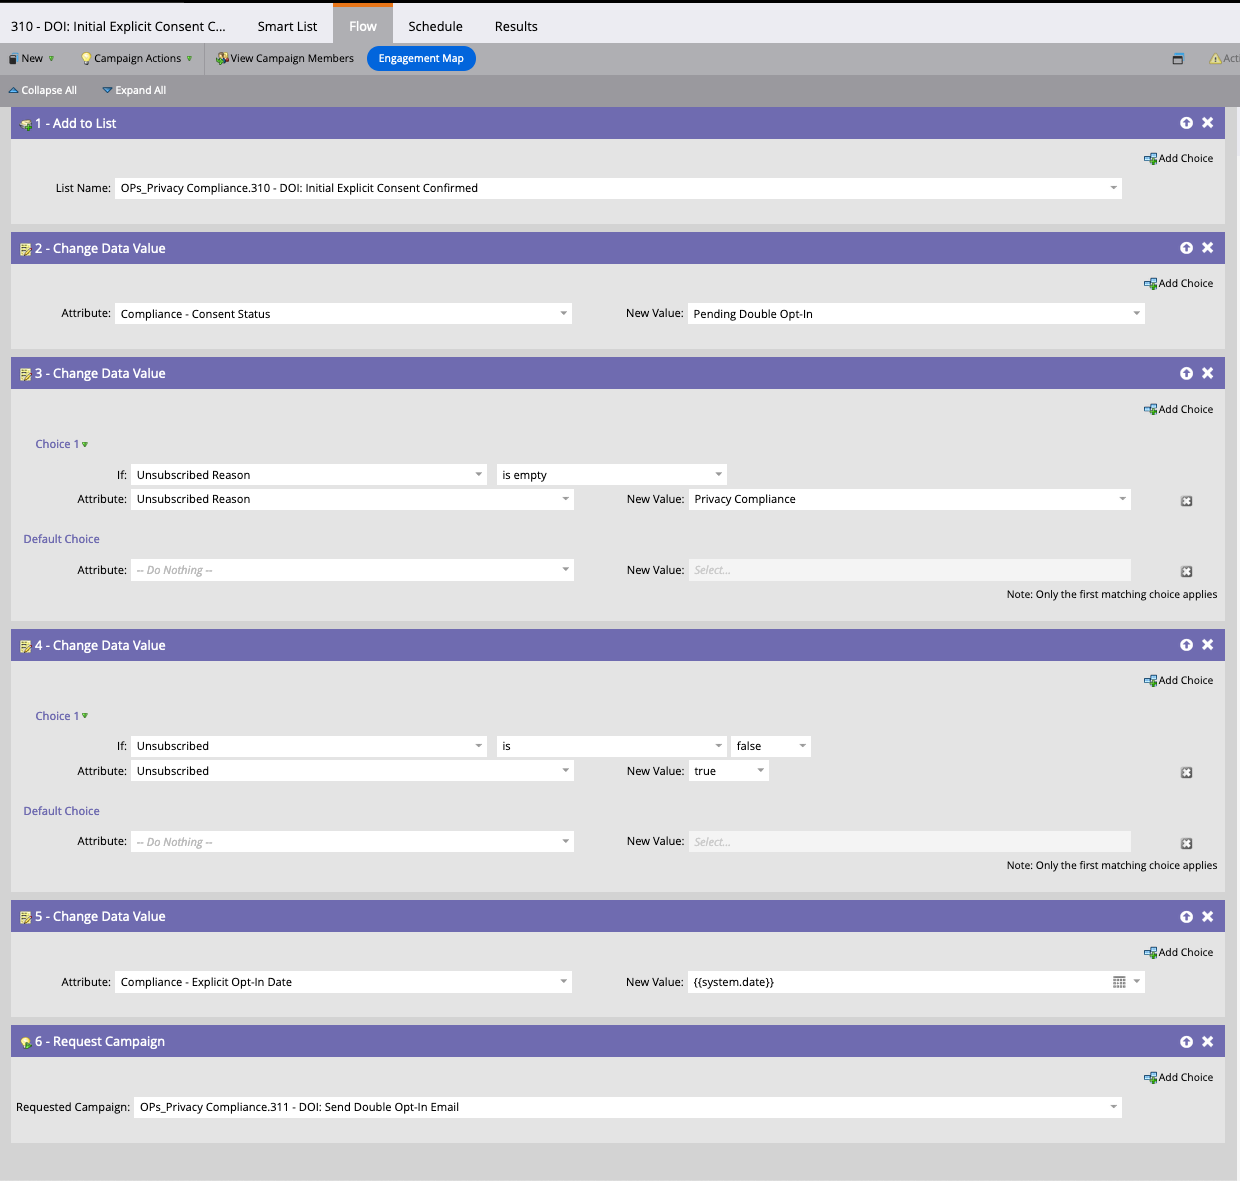 310 - DOI: Initial Explicit Consent C... Smart List Flow Schedule Results
New Campaign Actions View Campaign Members Engagement Map Acti
Collapse All Expand All
1 - Add to List
Add Choice
List Name: OPs_Privacy Compliance.310 - DOI: Initial Explicit Consent Confirmed
2 - Change Data Value
Add Choice
Attribute: Compliance - Consent Status New Value: Pending Double Opt-In
3 - Change Data Value
Add Choice
Choice 1
If: Unsubscribed Reason is empty
Attribute: Unsubscribed Reason New Value: Privacy Compliance
Default Choice
Attribute: -- Do Nothing -- New Value: Select...
Note: Only the first matching choice applies
4 - Change Data Value
Add Choice
Choice 1
If: Unsubscribed is false
Attribute: Unsubscribed New Value: true
Default Choice
Attribute: -- Do Nothing -- New Value: Select...
Note: Only the first matching choice applies
5 - Change Data Value
Add Choice
Attribute: Compliance - Explicit Opt-In Date New Value: {{system.date}}
6 - Request Campaign
Add Choice
Requested Campaign: OPs_Privacy Compliance.311 - DOI: Send Double Opt-In Email